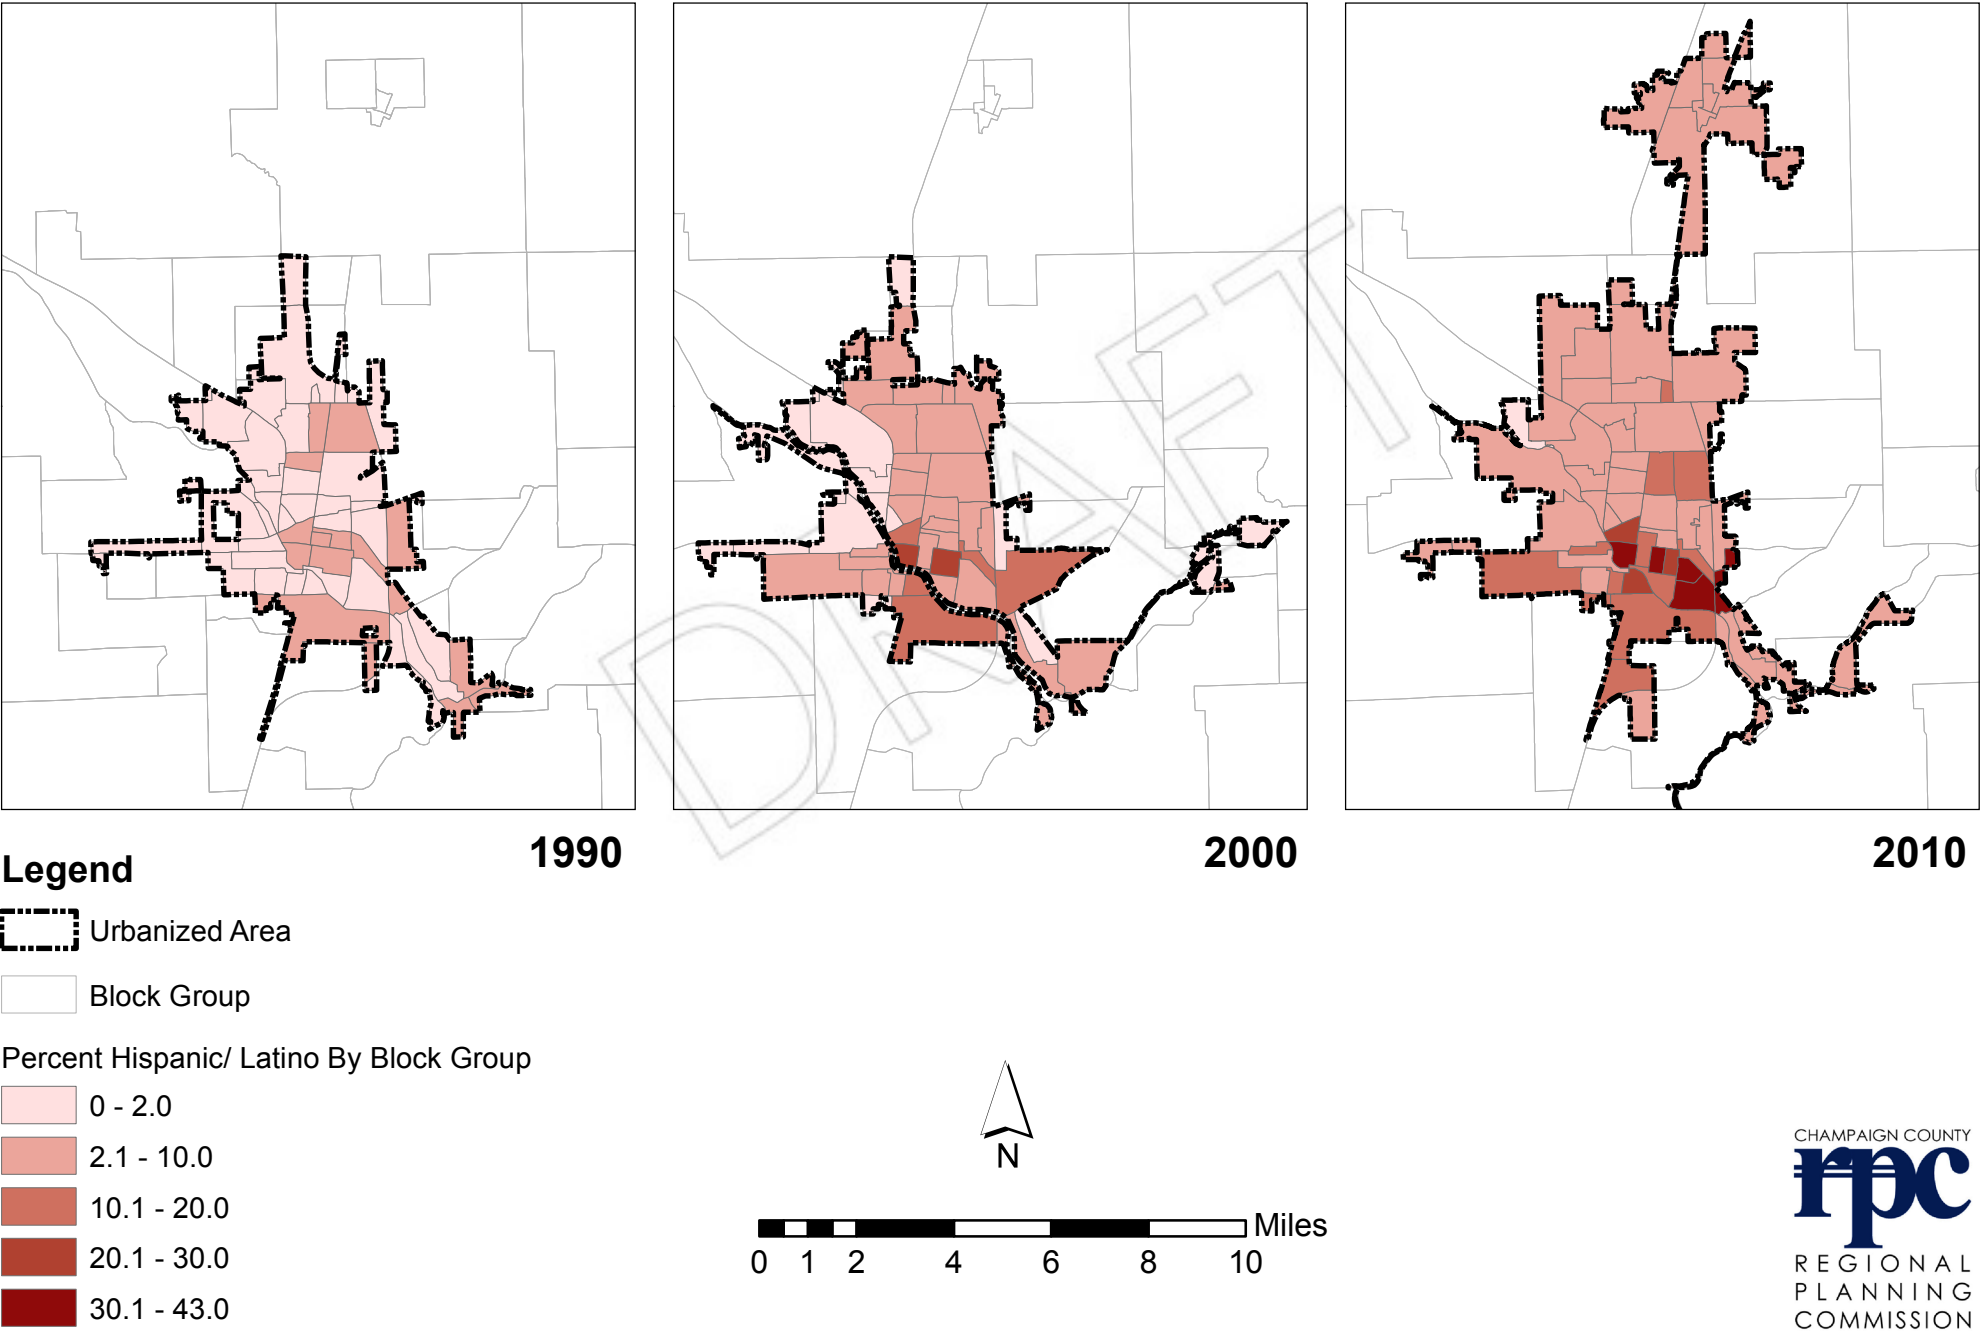 DRAFT
1990
2000
2010
Legend
Urbanized Area
Block Group
Percent Hispanic/ Latino By Block Group
0 - 2.0
2.1 - 10.0
10.1 - 20.0
20.1 - 30.0
30.1 - 43.0
N
Miles
0 1 2 4 6 8 10
CHAMPAIGN COUNTY
rpc
REGIONAL
PLANNING
COMMISSION